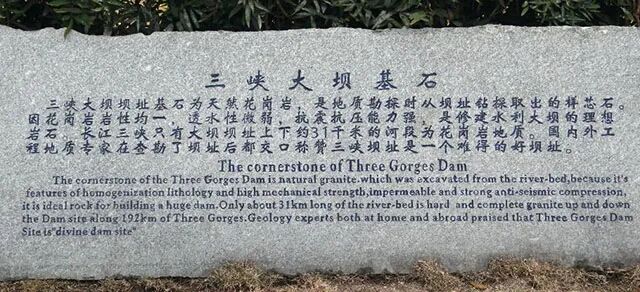 三峡大坝基石
三峡大坝坝址基石为天然花岗岩，是地质勘探时从坝址钻探取出的样芯石。
因花岗岩岩性均一，透水性微弱，抗震抗压能力强，是修建水利大坝的理想
岩石。长江三峡只有大坝坝址上下约31千米的河段为花岗岩地质。国内外工
程地质专家在查勘了坝址后都交口称赞三峡坝址是一个难得的好坝址。
The cornerstone of Three Gorges Dam
The cornerstone of the Three Gorges Dam is natural granite.which was excavated from the river-bed,because it's
features of homogenization lithology and high mechanical strength,impermeable and strong anti-seismic compression,
it is ideal rock for building a huge dam.Only about 31km long of the river-bed is hard and complete granite up and down
the Dam site along 192km of Three Gorges.Geology experts both at home and abroad praised that Three Gorges Dam
Site is"divine dam site"